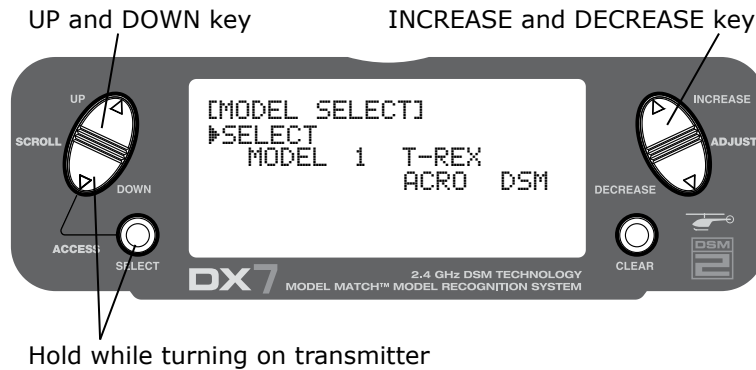 UP and DOWN key
INCREASE and DECREASE key
UP
SCROLL
DOWN
ACCESS
SELECT
[MODEL SELECT]
▶SELECT
MODEL 1 T-REX
ACRO DSM
INCREASE
ADJUST
DECREASE
CLEAR
DSM
2
DX7
2.4 GHz DSM TECHNOLOGY
MODEL MATCH™ MODEL RECOGNITION SYSTEM
Hold while turning on transmitter